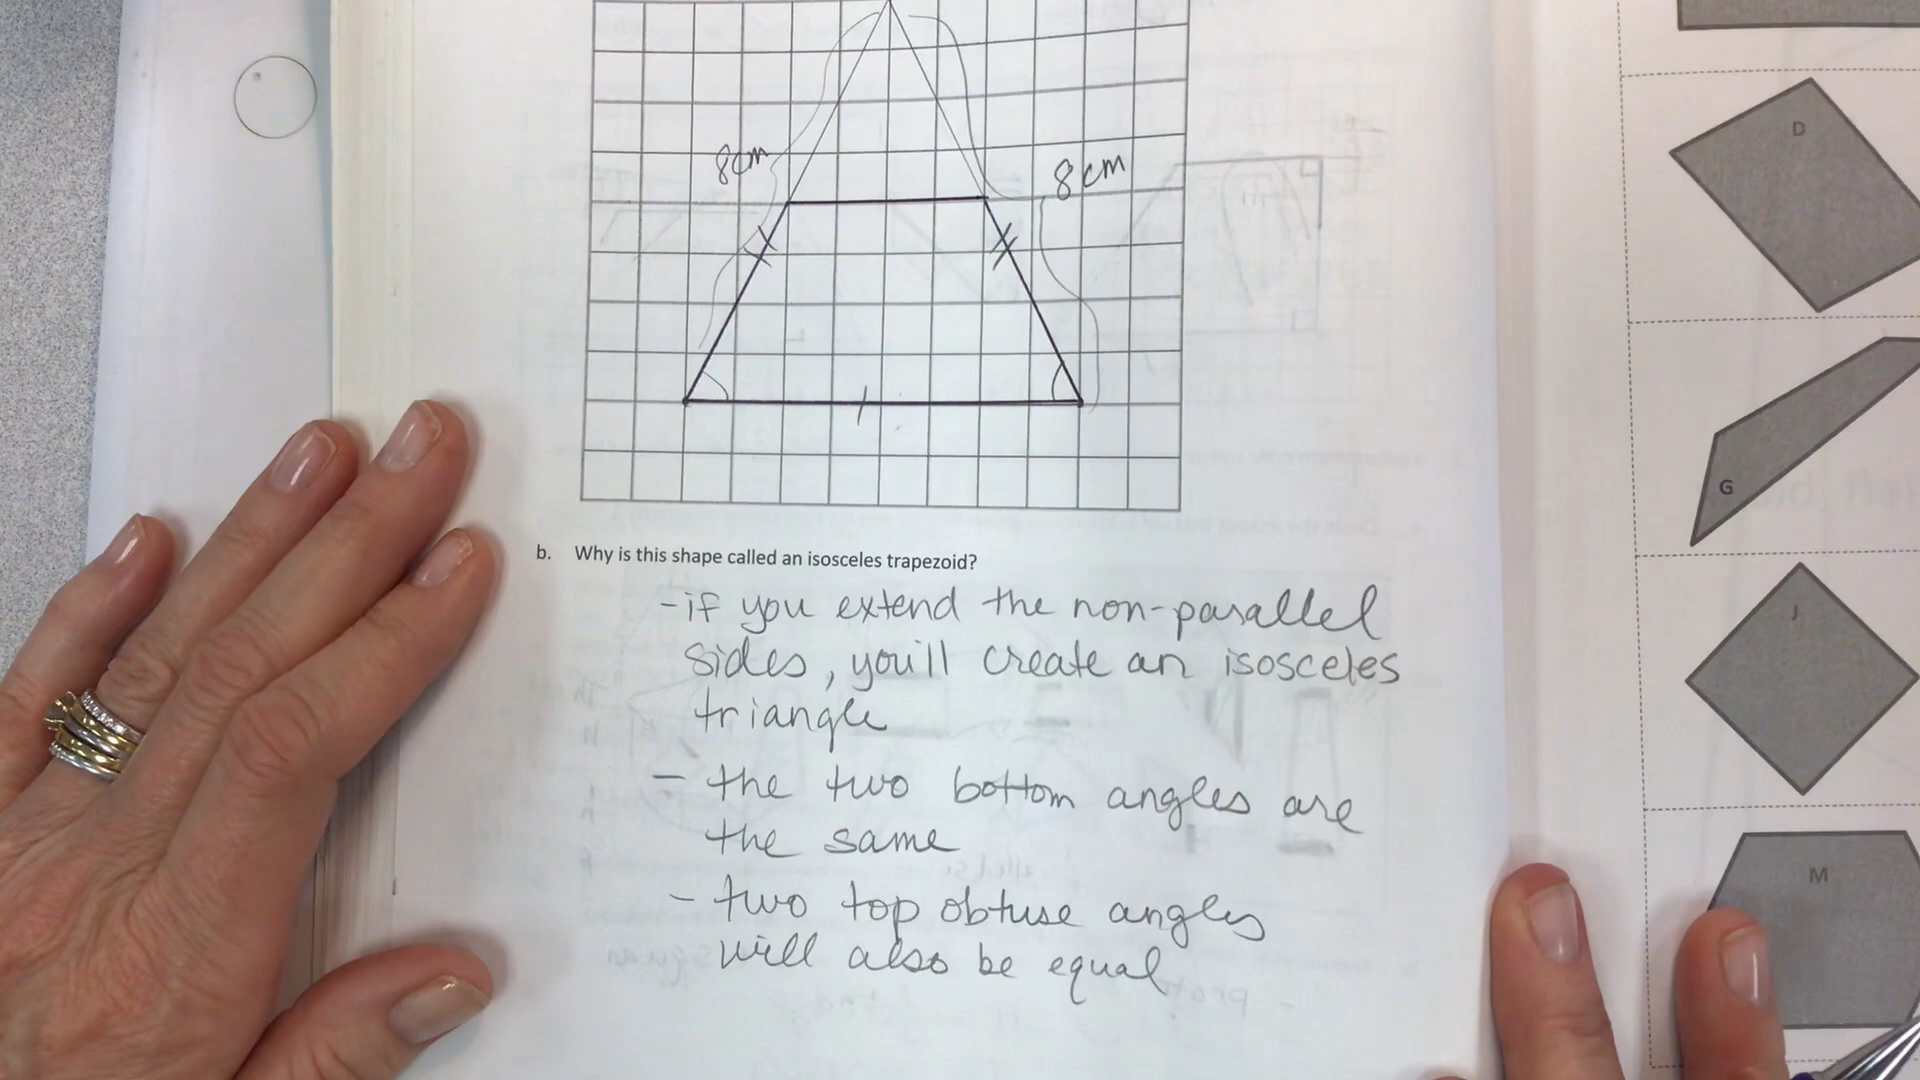 8cm
8cm
b. Why is this shape called an isosceles trapezoid?
-if you extend the non-parallel
sides, you'll create an isosceles
triangle
- the two bottom angles are
the same
- two top obtuse angles
will also be equal
D
G
J
M